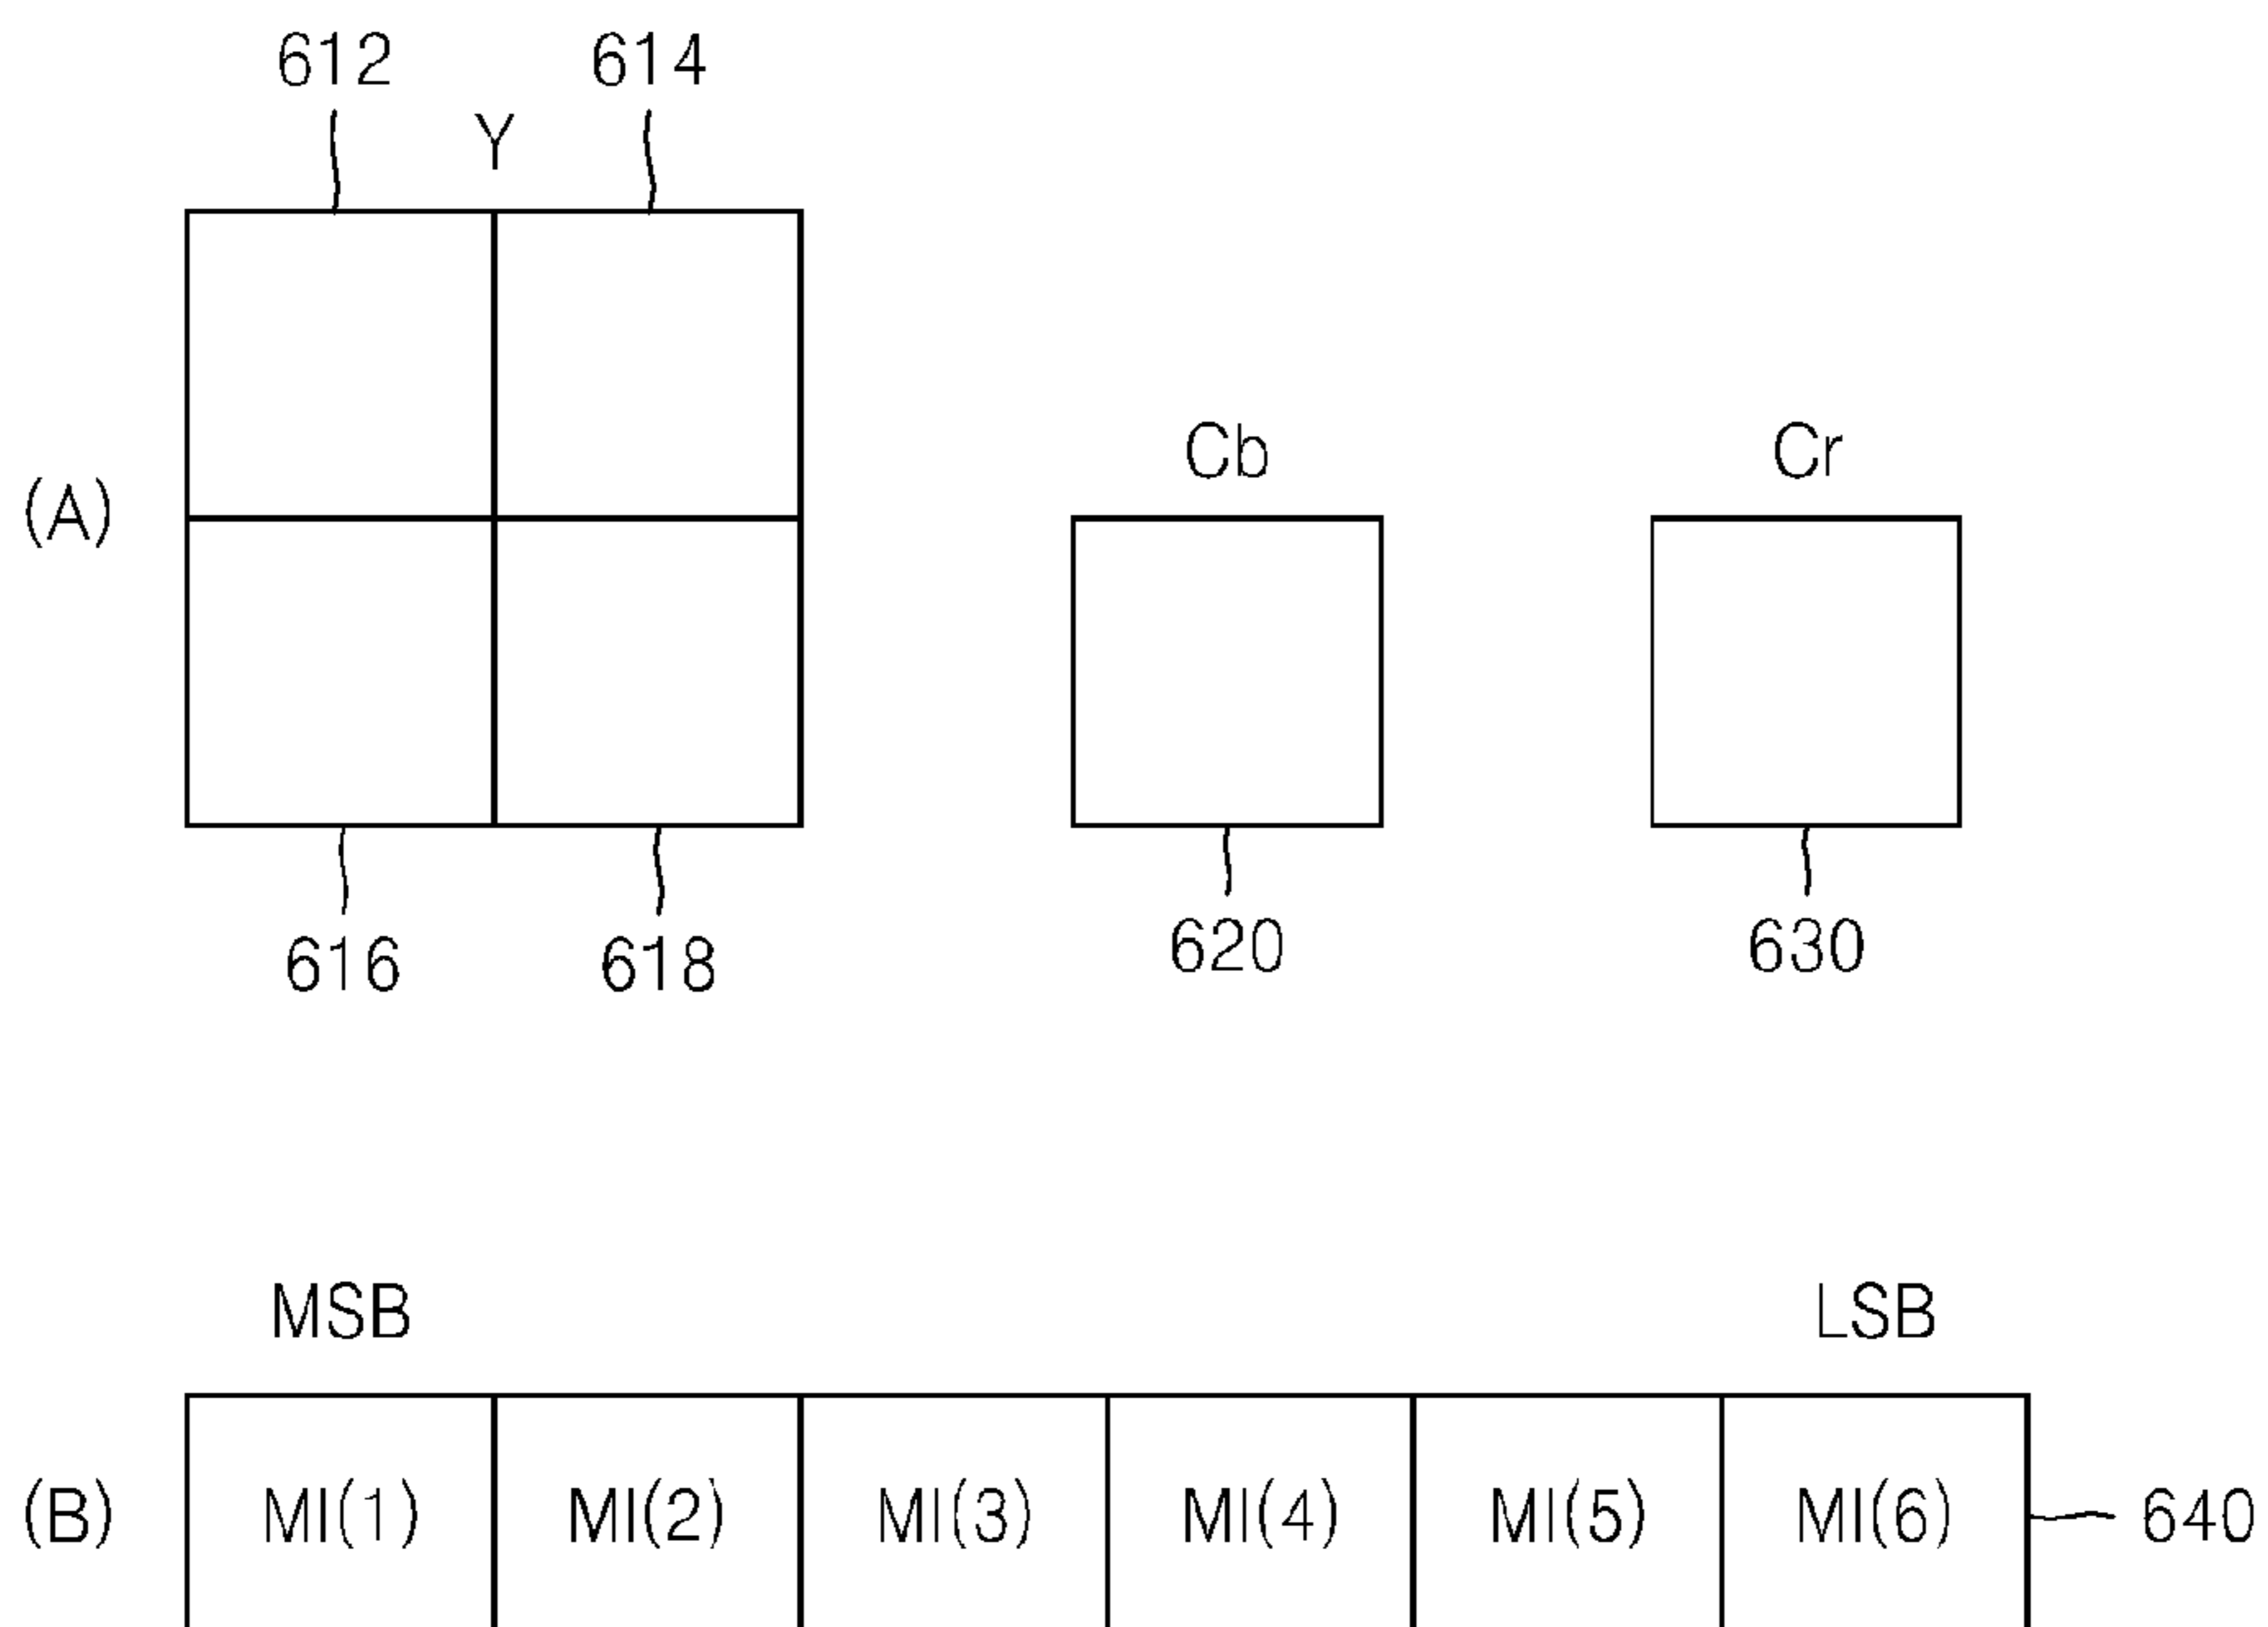 612 614
Y
Cb Cr
(A)
616 618 620 630
MSB LSB
(B) MI(1) MI(2) MI(3) MI(4) MI(5) MI(6) 640